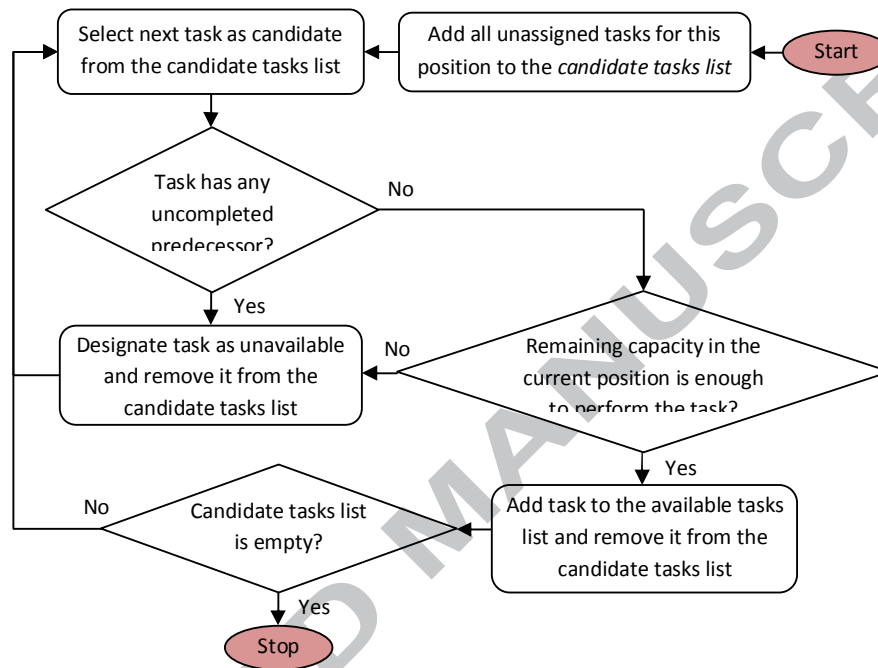 Select next task as candidate
from the candidate tasks list
Add all unassigned tasks for this
position to the candidate tasks list
Start
Task has any
uncompleted
predecessor?
No
Yes
Designate task as unavailable
and remove it from the
candidate tasks list
No
Remaining capacity in the
current position is enough
to perform the task?
Yes
No
Candidate tasks list
is empty?
Add task to the available tasks
list and remove it from the
candidate tasks list
Yes
Stop
D MANUSCR